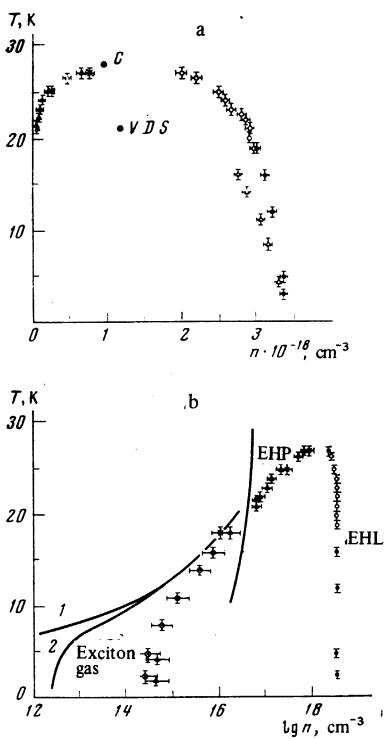 T, K
a
30
C
20
VDS
10
0
1
2
3
n·10⁻¹⁸, cm⁻³
T, K
b
30
EHP
20
EHL
10
1
2
Exciton
gas
0
12
14
16
18
lg n, cm⁻³